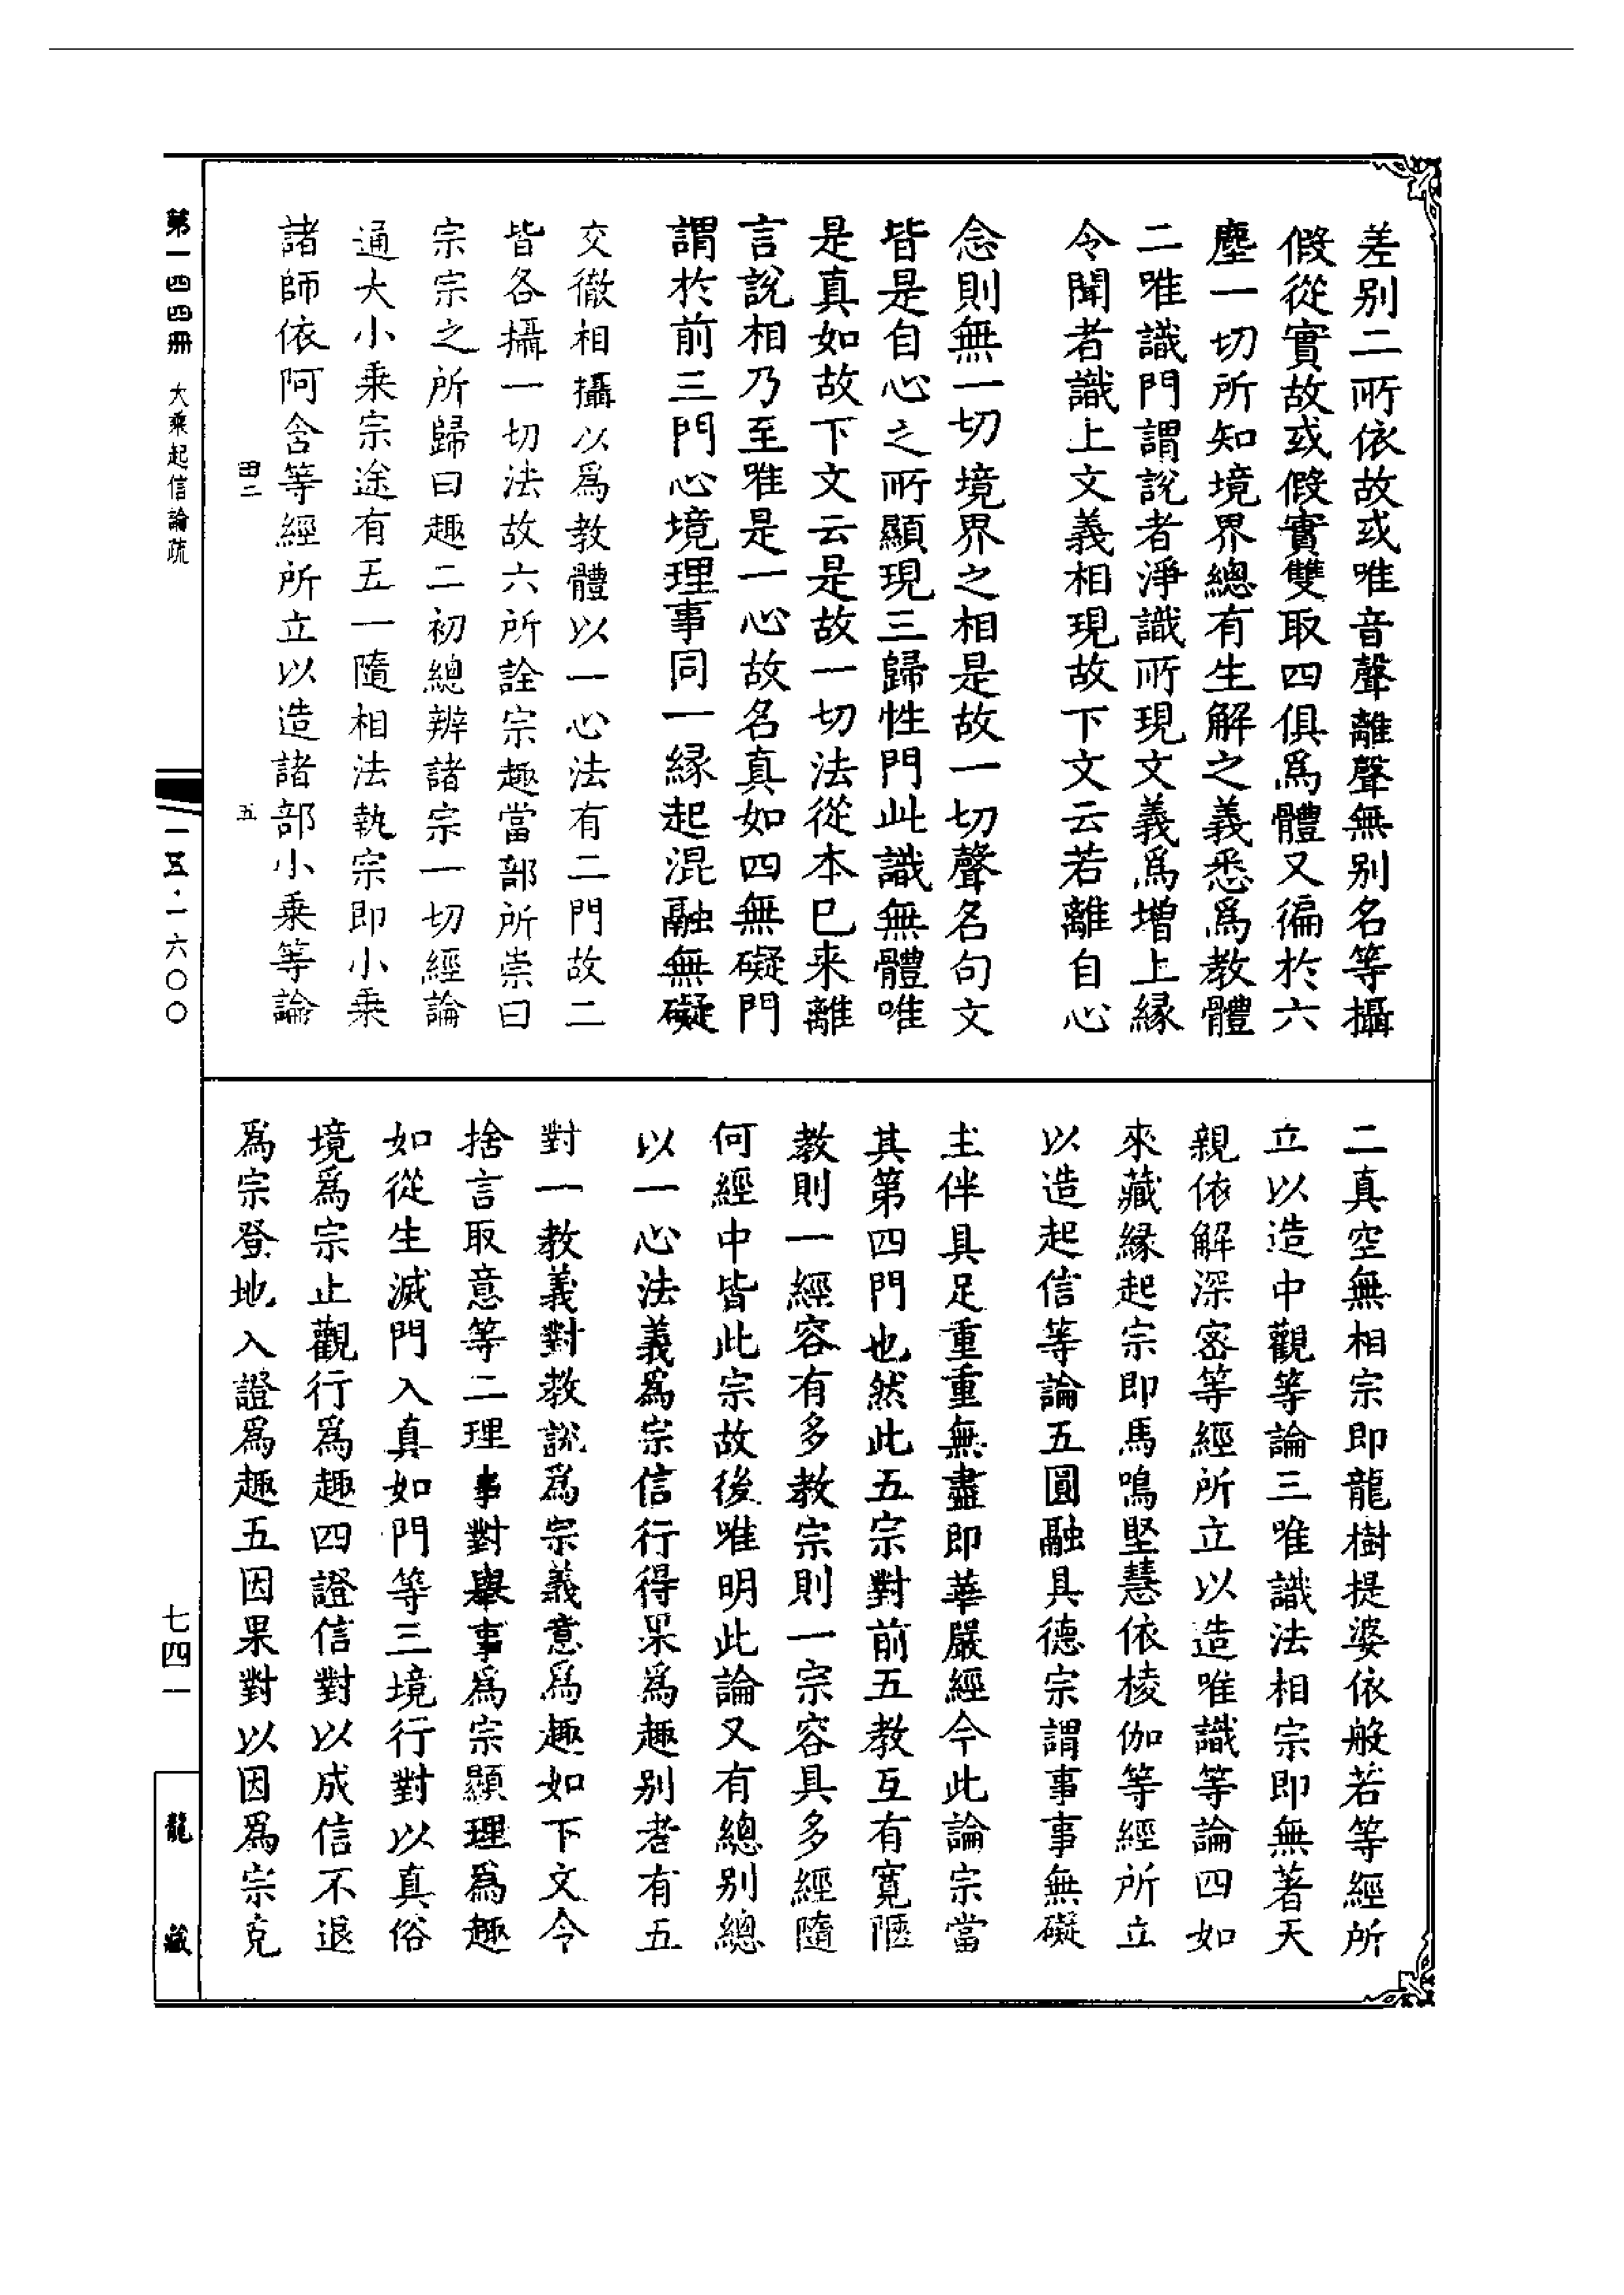 差别二所依故或唯音聲離聲無别名等攝
假從實故或假實雙取四俱爲體又徧於六
塵一切所知境界總有生解之義悉爲教體
二唯識門謂說者淨識所現文義爲增上緣
令聞者識上文義相現故下文云若離自心
念則無一切境界之相是故一切聲名句文
皆是自心之所顯現三歸性門此識無體唯
是真如故下文云是故一切法從本已来離
言說相乃至唯是一心故名真如四無礙門
謂於前三門心境理事同一緣起混融無礙
交徹相攝以爲教體以一心法有二門故二
皆各攝一切法故六所詮宗趣當部所崇曰
宗宗之所歸曰趣二初總辨諸宗一切經論
通大小乘宗途有五一隨相法執宗即小乘
諸師依阿含等經所立以造諸部小乘等論
二真空無相宗即龍樹提婆依般若等經所
立以造中觀等論三唯識法相宗即無著天
親依解深密等經所立以造唯識等論四如
來藏緣起宗即馬鳴堅慧依棱伽等經所立
以造起信等論五圓融具德宗謂事事無礙
主伴具足重重無盡即華嚴經今此論宗當
其第四門也然此五宗對前五教互有寬陿
教則一經容有多教宗則一宗容具多經隨
何經中皆此宗故後唯明此論又有總别總
以一心法義爲宗信行得果爲趣别者有五
對一教義對教說爲宗義意爲趣如下文令
捨言取意等二理事對舉事爲宗顯理爲趣
如從生滅門入真如門等三境行對以真俗
境爲宗止觀行爲趣四證信對以成信不退
爲宗登地入證爲趣五因果對以因爲宗克
四二
五
第一四四册 大乘起信論疏
一五五·一六〇〇
七四一
龍藏